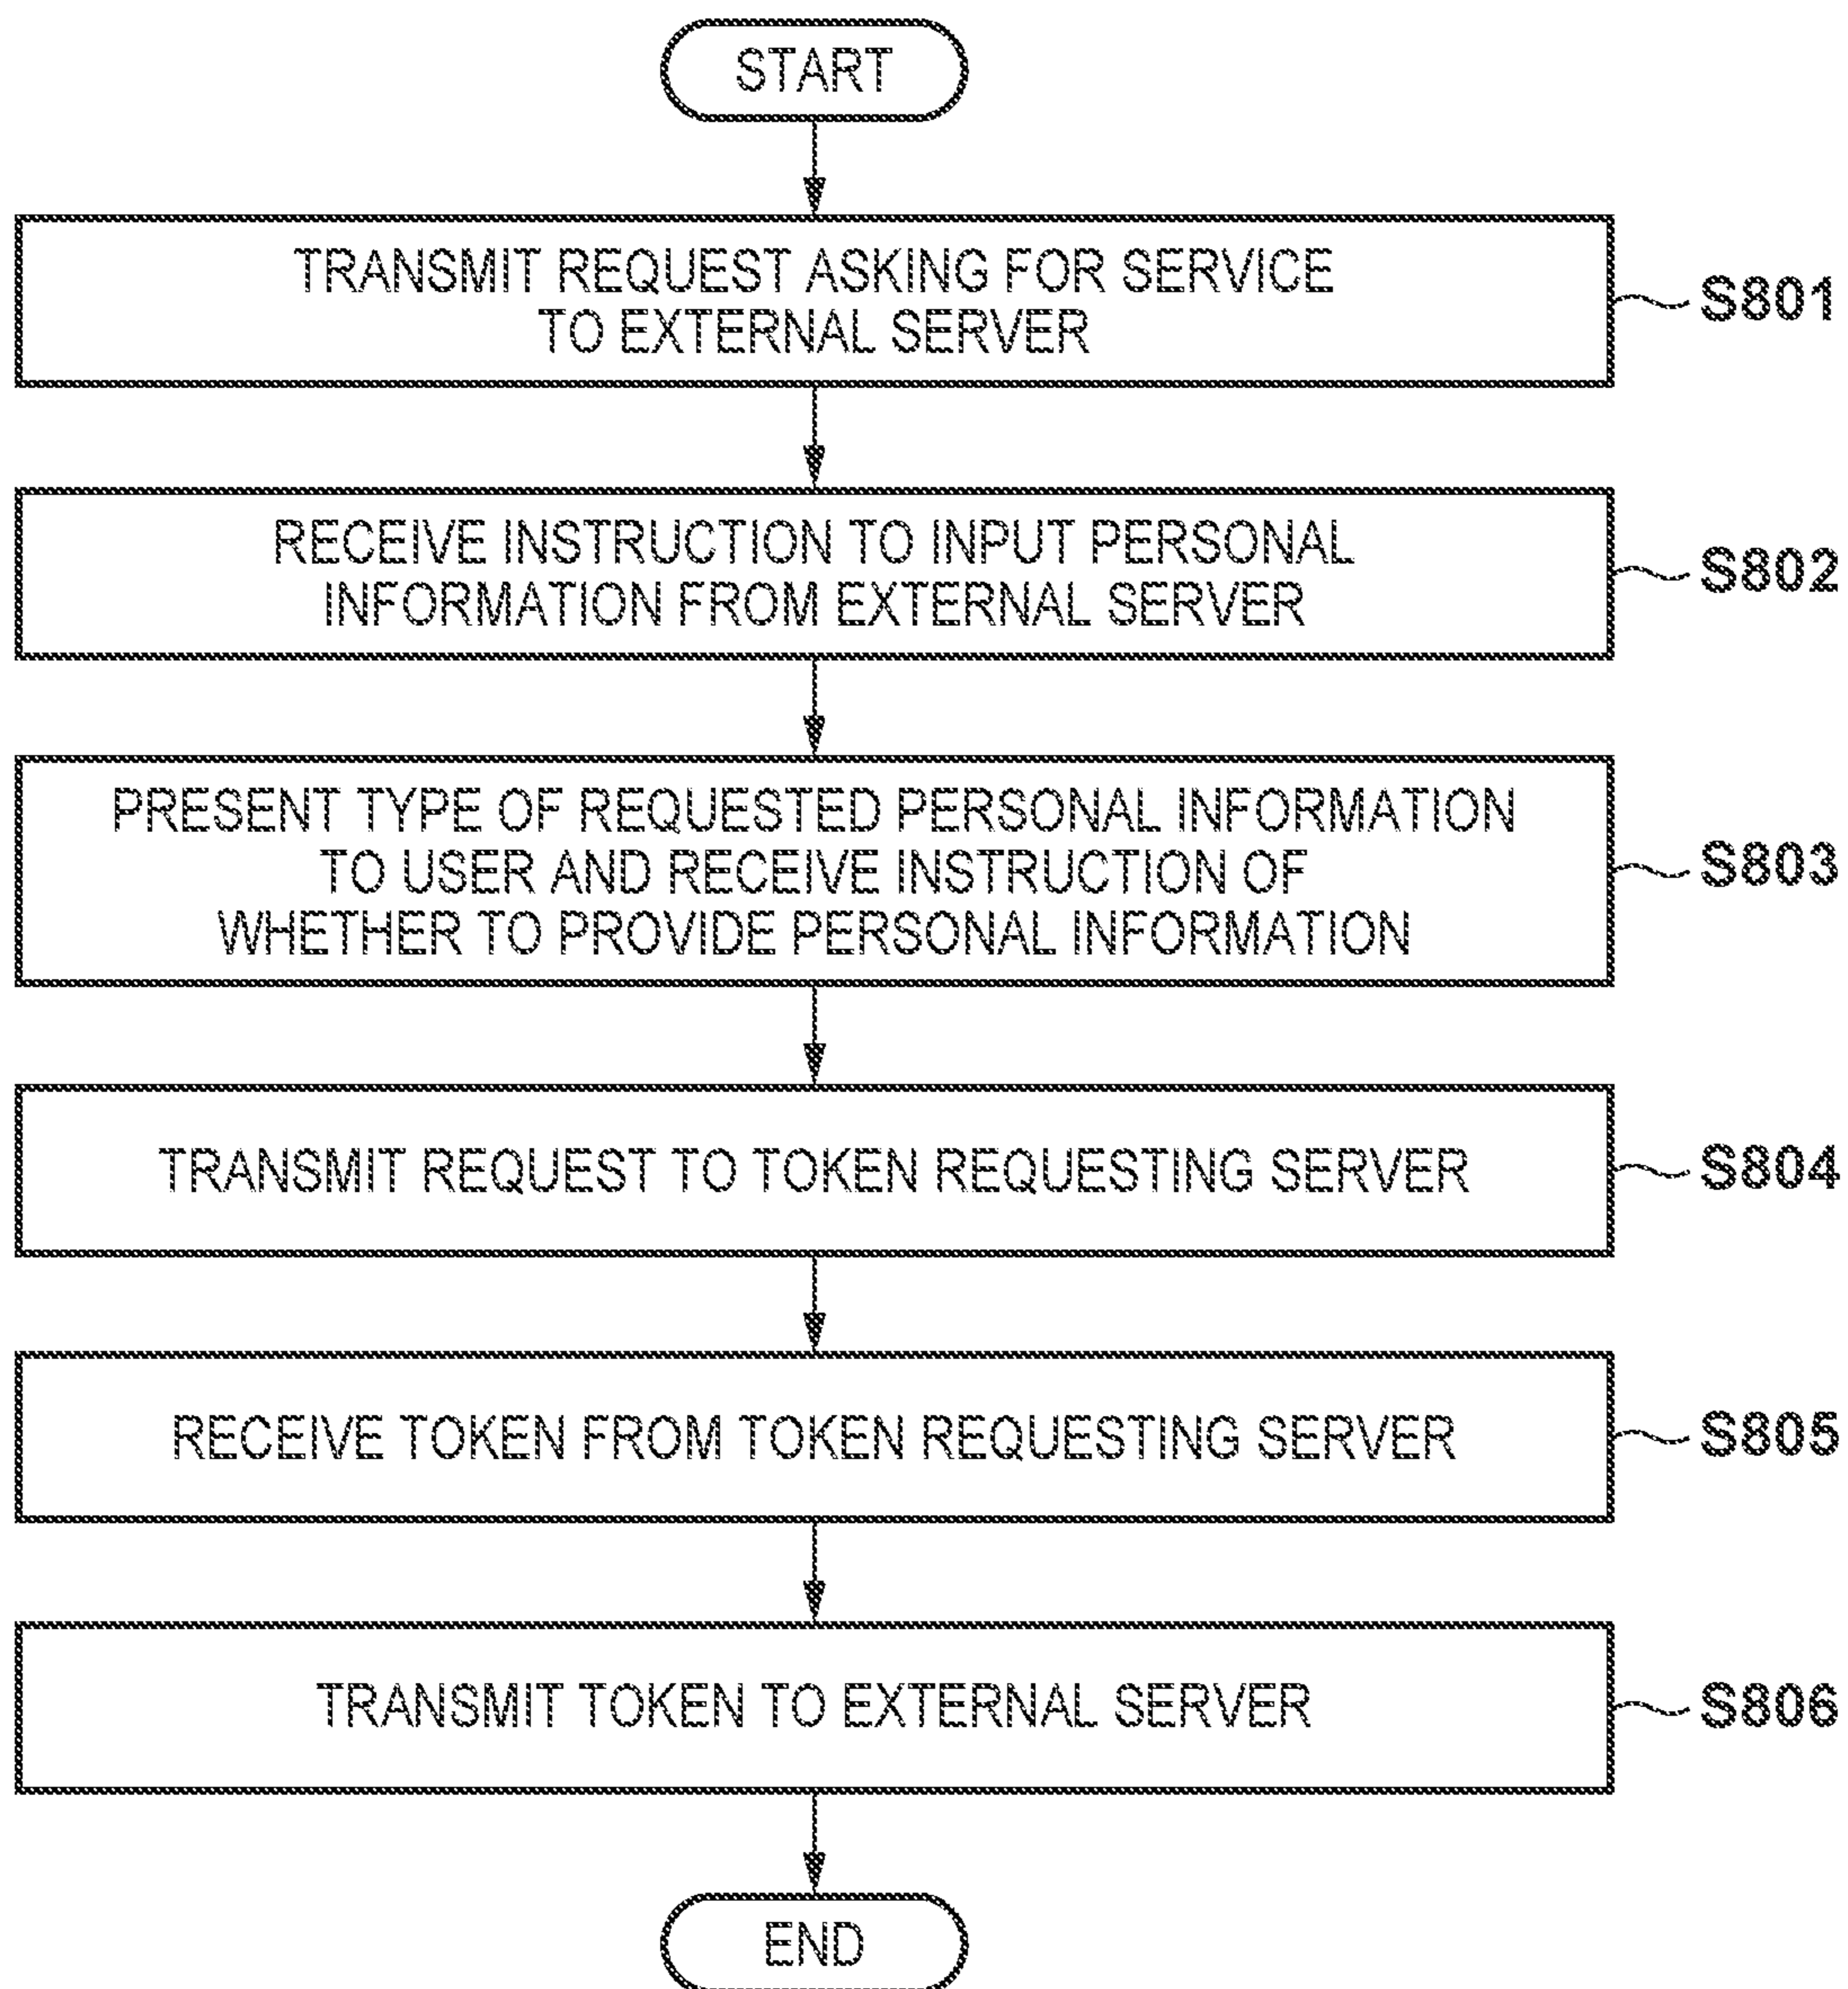 START
TRANSMIT REQUEST ASKING FOR SERVICE
TO EXTERNAL SERVER
S801
RECEIVE INSTRUCTION TO INPUT PERSONAL
INFORMATION FROM EXTERNAL SERVER
S802
PRESENT TYPE OF REQUESTED PERSONAL INFORMATION
TO USER AND RECEIVE INSTRUCTION OF
WHETHER TO PROVIDE PERSONAL INFORMATION
S803
TRANSMIT REQUEST TO TOKEN REQUESTING SERVER
S804
RECEIVE TOKEN FROM TOKEN REQUESTING SERVER
S805
TRANSMIT TOKEN TO EXTERNAL SERVER
S806
END